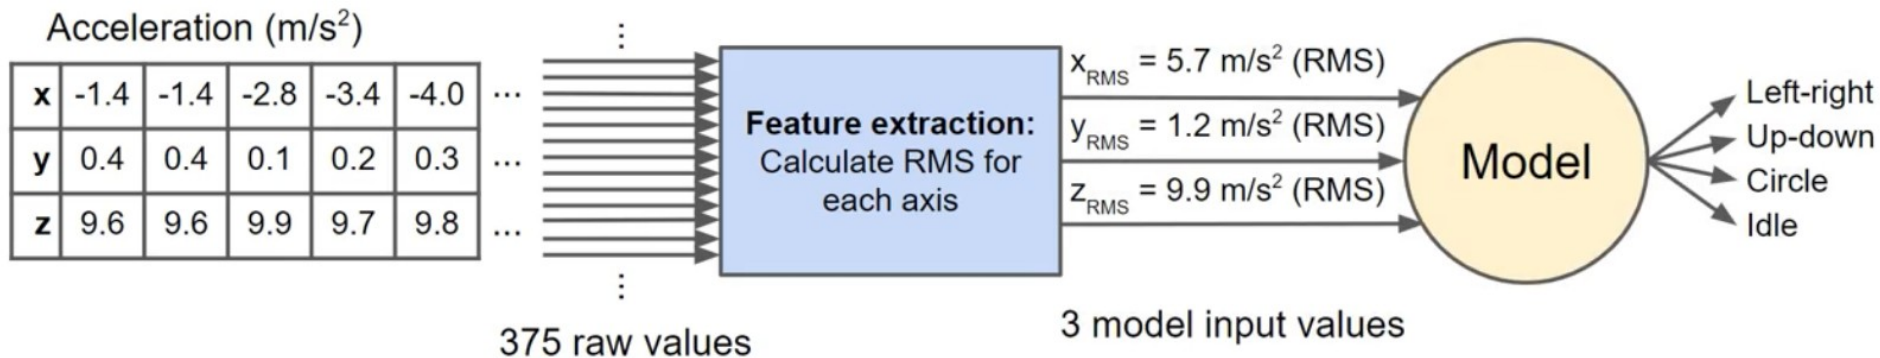 Acceleration (m/s²)
x -1.4 -1.4 -2.8 -3.4 -4.0 ...
y 0.4 0.4 0.1 0.2 0.3 ...
z 9.6 9.6 9.9 9.7 9.8 ...
375 raw values
Feature extraction:
Calculate RMS for
each axis
xRMS = 5.7 m/s² (RMS)
yRMS = 1.2 m/s² (RMS)
zRMS = 9.9 m/s² (RMS)
3 model input values
Model
Left-right
Up-down
Circle
Idle